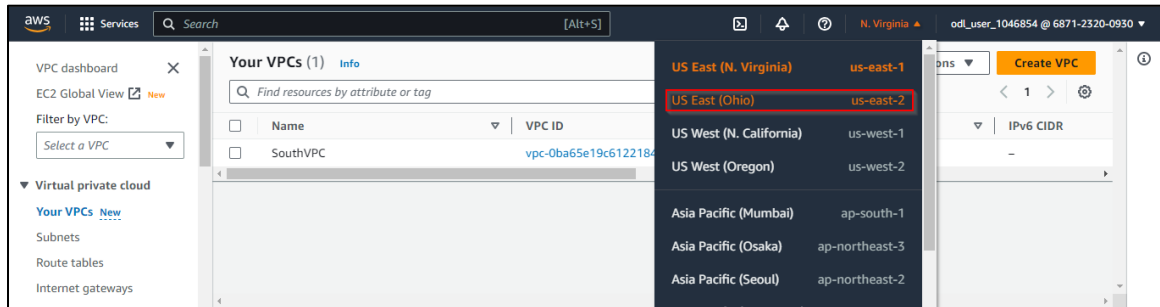 aws Services Search [Alt+S] N. Virginia ▲ odl_user_1046854 @ 6871-2320-0930 ▼
VPC dashboard
EC2 Global View New
Filter by VPC:
Select a VPC
Virtual private cloud
Your VPCs New
Subnets
Route tables
Internet gateways
Your VPCs (1) Info
Create VPC
Find resources by attribute or tag
1
Name VPC ID IPv6 CIDR
SouthVPC vpc-0ba65e19c6122184 –
US East (N. Virginia) us-east-1
US East (Ohio) us-east-2
US West (N. California) us-west-1
US West (Oregon) us-west-2
Asia Pacific (Mumbai) ap-south-1
Asia Pacific (Osaka) ap-northeast-3
Asia Pacific (Seoul) ap-northeast-2